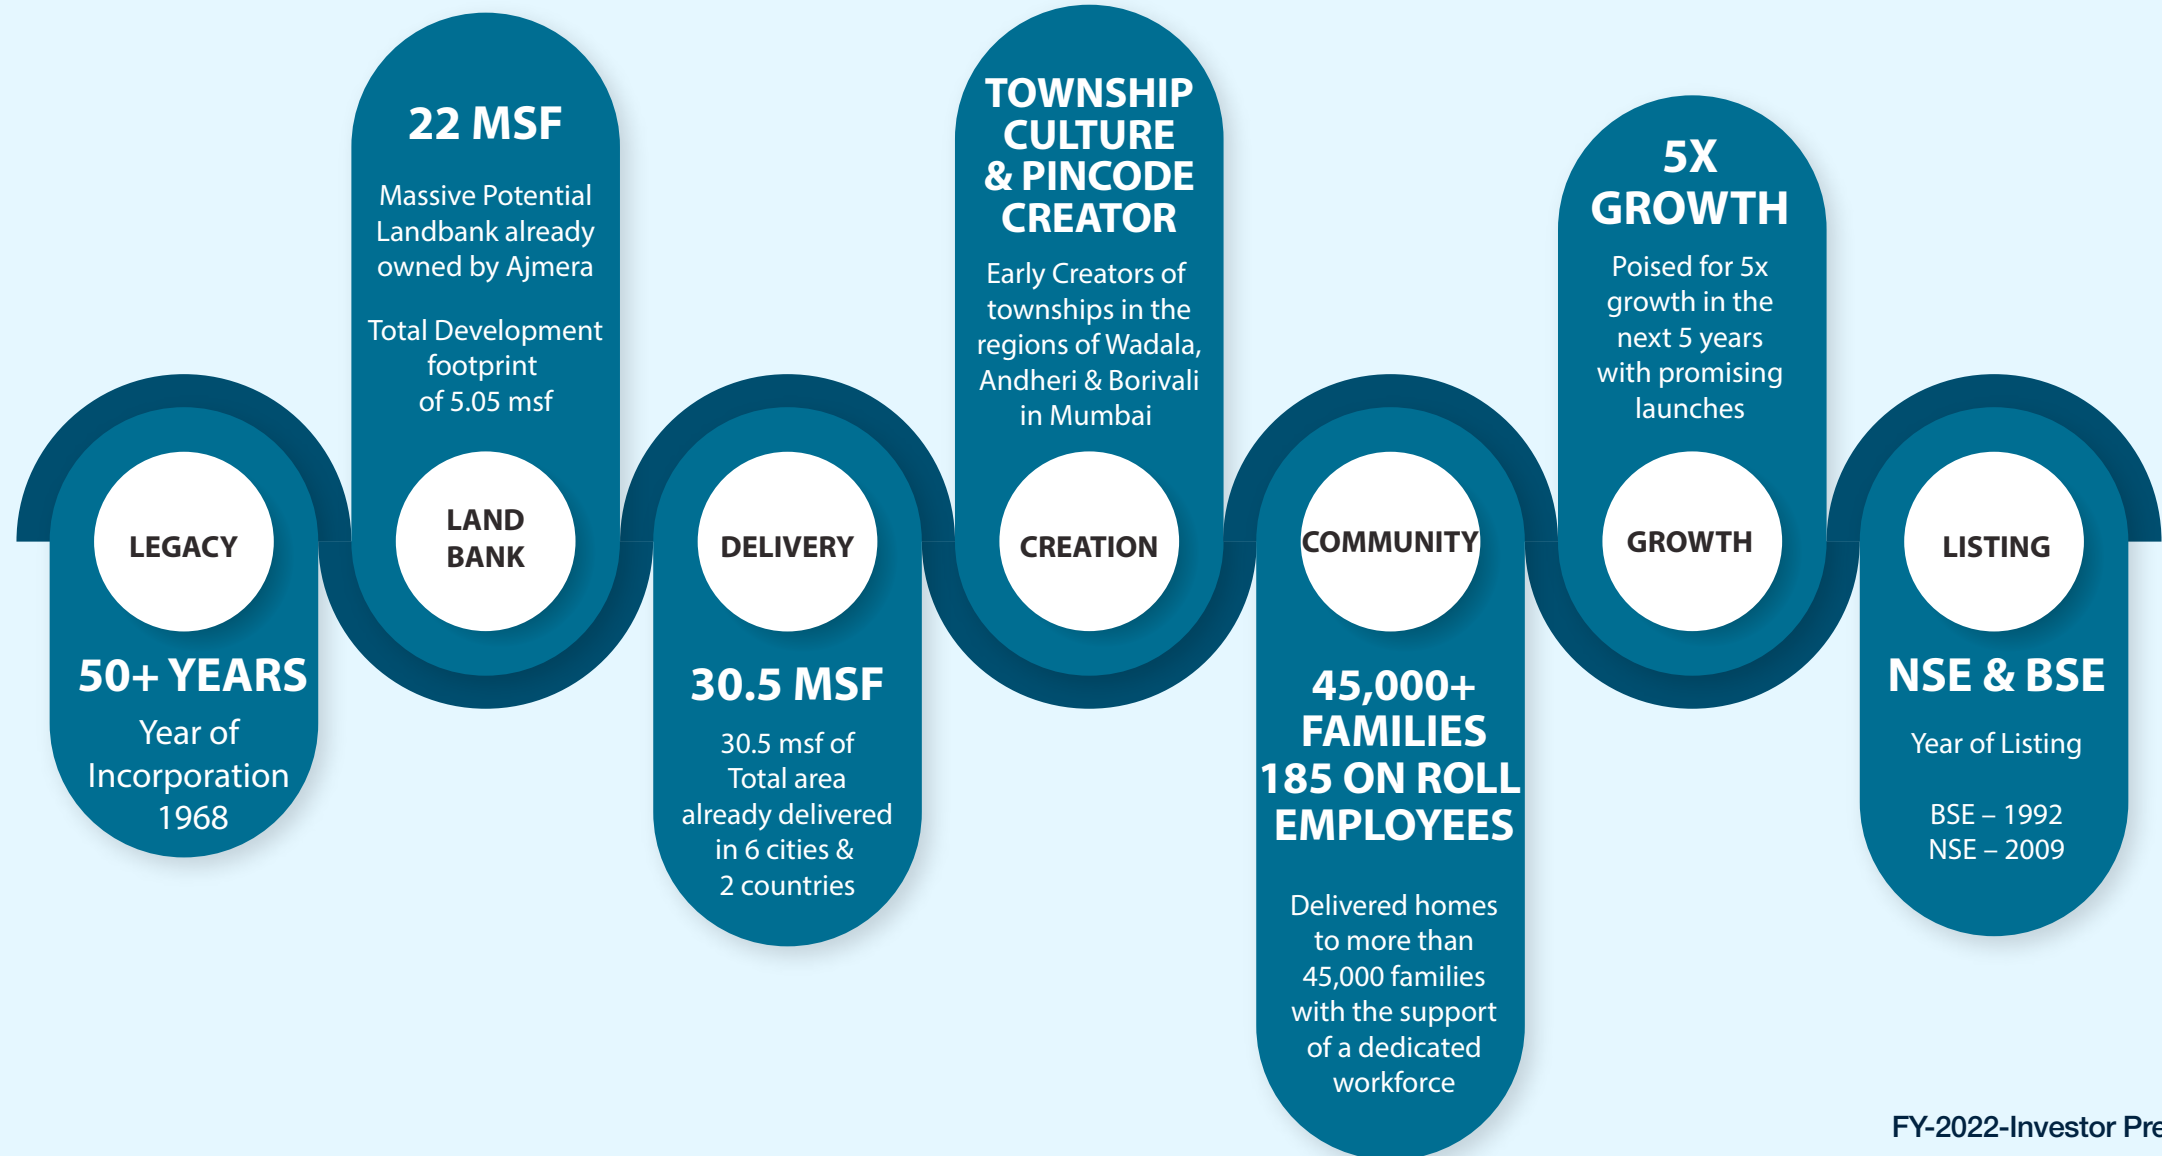 LEGACY
50+ YEARS
Year of
Incorporation
1968
22 MSF
Massive Potential
Landbank already
owned by Ajmera
Total Development
footprint
of 5.05 msf
LAND
BANK
DELIVERY
30.5 MSF
30.5 msf of
Total area
already delivered
in 6 cities &
2 countries
TOWNSHIP
CULTURE
& PINCODE
CREATOR
Early Creators of
townships in the
regions of Wadala,
Andheri & Borivali
in Mumbai
CREATION
COMMUNITY
45,000+
FAMILIES
185 ON ROLL
EMPLOYEES
Delivered homes
to more than
45,000 families
with the support
of a dedicated
workforce
5X
GROWTH
Poised for 5x
growth in the
next 5 years
with promising
launches
GROWTH
LISTING
NSE & BSE
Year of Listing
BSE – 1992
NSE – 2009
FY-2022-Investor Pre